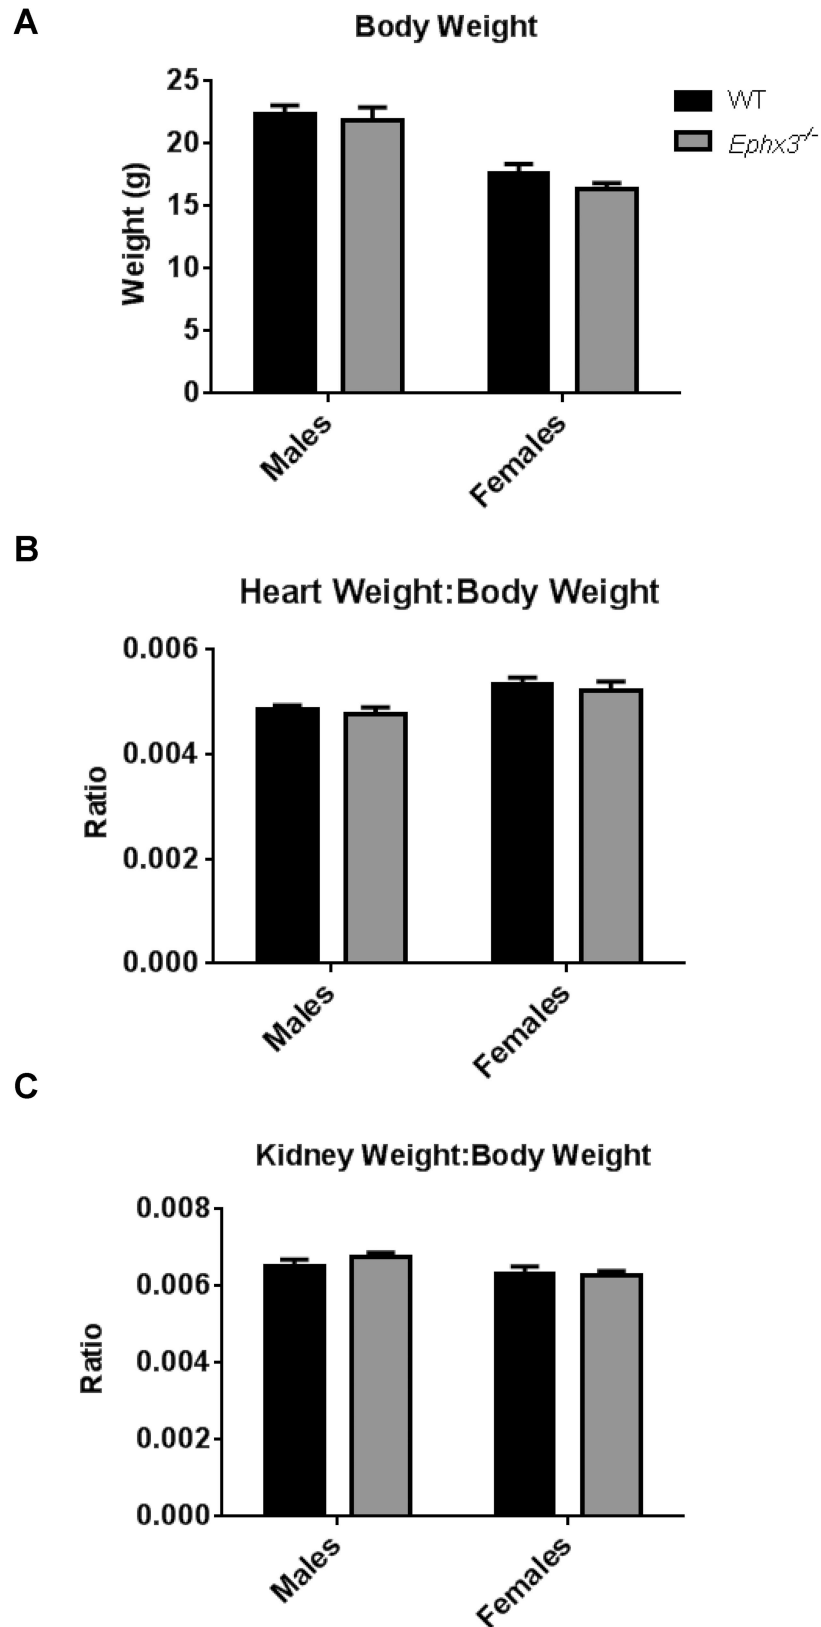 A
Body Weight
25
20
15
10
5
0
Weight (g)
WT
Ephx3-/-
Males
Females
B
Heart Weight:Body Weight
0.006
0.004
0.002
0.000
Ratio
Males
Females
C
Kidney Weight:Body Weight
0.008
0.006
0.004
0.002
0.000
Ratio
Males
Females